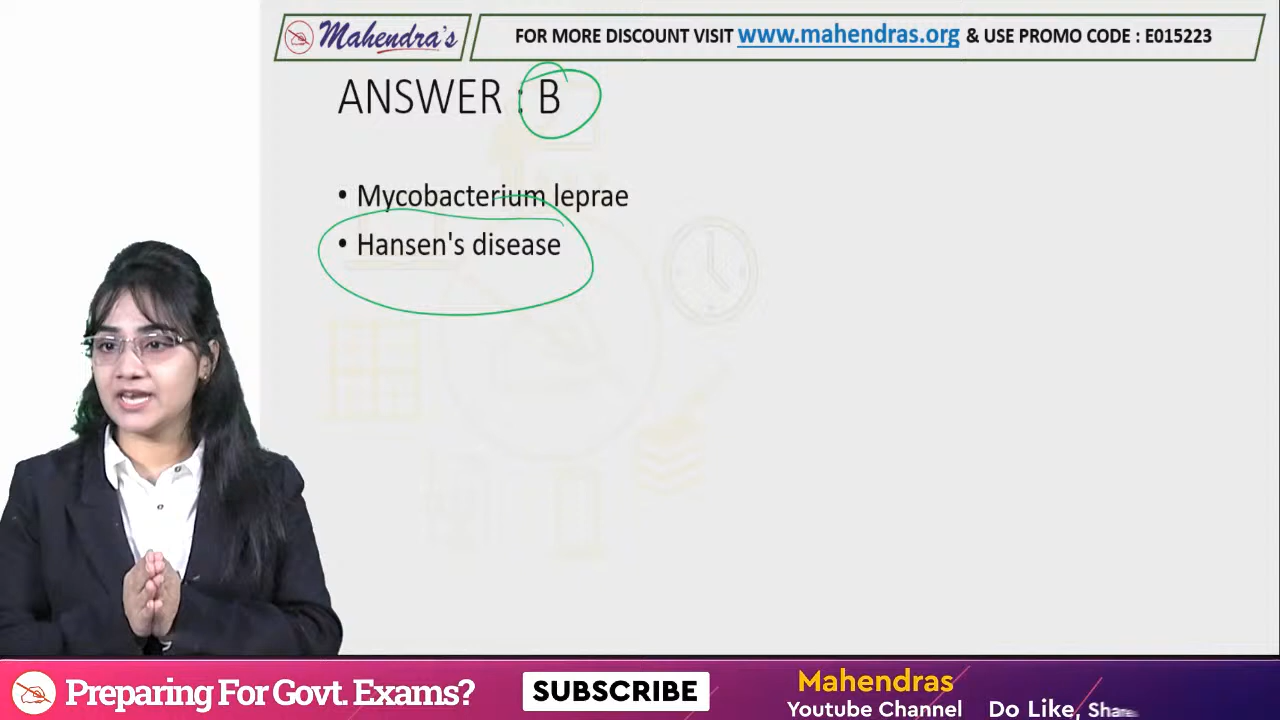 Mahendra's
FOR MORE DISCOUNT VISIT www.mahendras.org & USE PROMO CODE : E015223
ANSWER : B
• Mycobacterium leprae
• Hansen's disease
Preparing For Govt. Exams?
SUBSCRIBE
Mahendras
Youtube Channel
Do Like, Share